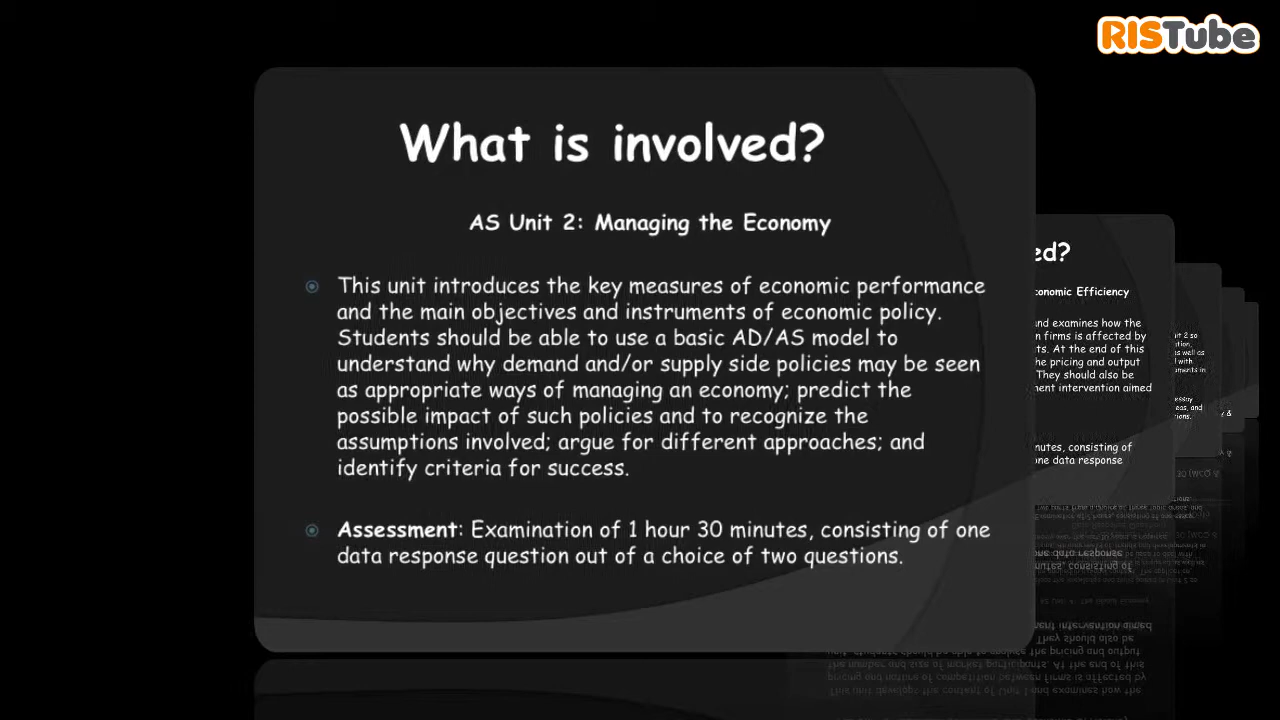 RISTube
What is involved?
AS Unit 2: Managing the Economy
This unit introduces the key measures of economic performance
and the main objectives and instruments of economic policy.
Students should be able to use a basic AD/AS model to
understand why demand and/or supply side policies may be seen
as appropriate ways of managing an economy; predict the
possible impact of such policies and to recognize the
assumptions involved; argue for different approaches; and
identify criteria for success.
Assessment: Examination of 1 hour 30 minutes, consisting of one
data response question out of a choice of two questions.
ed?
conomic Efficiency
and examines how the
n firms is affected by
ts. At the end of this
he pricing and output
They should also be
ment intervention aimed
nutes, consisting of
one data response